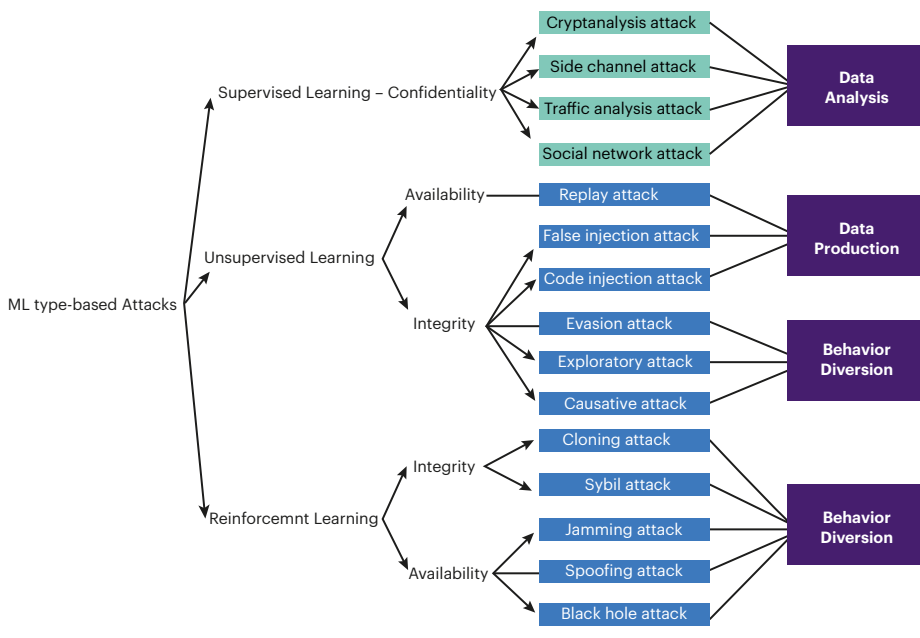 Cryptanalysis attack
Side channel attack
Supervised Learning – Confidentiality
Traffic analysis attack
Social network attack
Data
Analysis
Availability
Replay attack
False injection attack
Unsupervised Learning
Code injection attack
Data
Production
ML type-based Attacks
Integrity
Evasion attack
Exploratory attack
Causative attack
Behavior
Diversion
Cloning attack
Integrity
Sybil attack
Reinforcemnt Learning
Jamming attack
Availability
Spoofing attack
Black hole attack
Behavior
Diversion